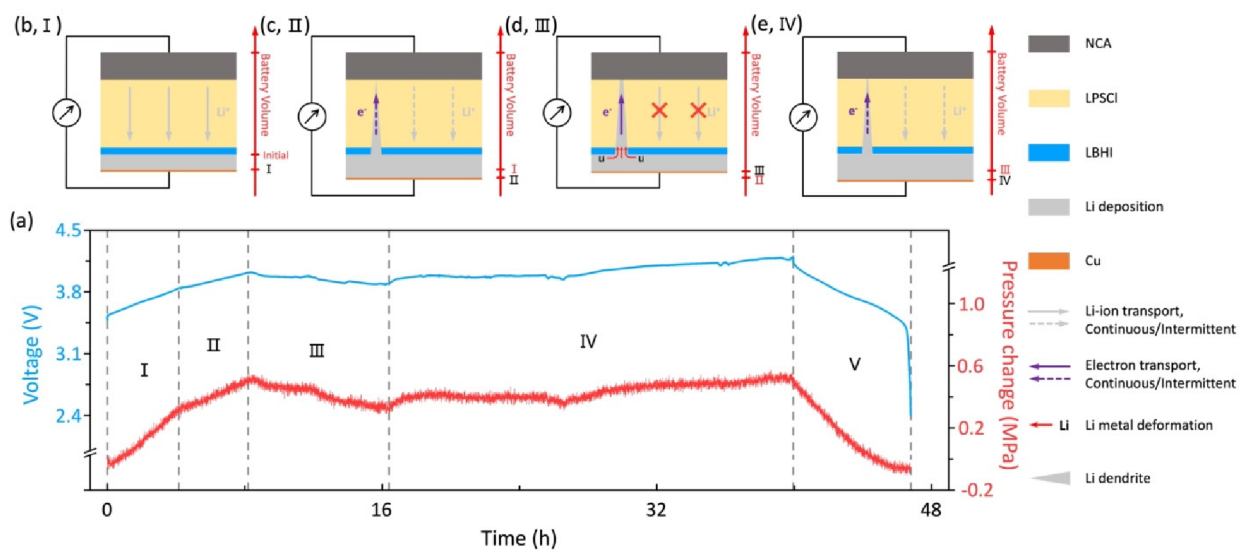 (b, Ⅰ)
Battery Volume
Li⁺
Initial
Ⅰ
(c, Ⅱ)
Battery Volume
e⁻
Li⁺
Ⅰ
Ⅱ
(d, Ⅲ)
Battery Volume
e⁻
Li⁺
Li
Li
Ⅲ
Ⅱ
(e, Ⅳ)
Battery Volume
e⁻
Li⁺
Ⅲ
Ⅳ
NCA
LPSCl
LBHI
Li deposition
Cu
Li-ion transport,
Continuous/Intermittent
Electron transport,
Continuous/Intermittent
Li
Li metal deformation
Li dendrite
(a)
4.5
3.8
3.1
2.4
Voltage (V)
Ⅰ
Ⅱ
Ⅲ
Ⅳ
Ⅴ
1.0
0.6
0.2
-0.2
Pressure change (MPa)
0
16
32
48
Time (h)